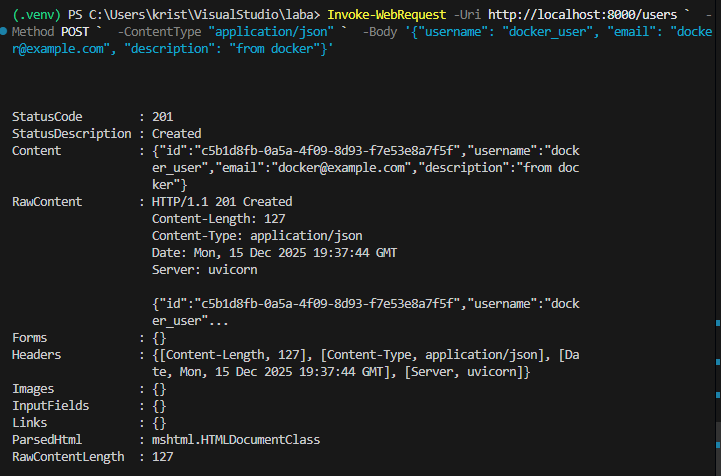 (.venv) PS C:\Users\krist\VisualStudio\laba> Invoke-WebRequest -Uri http://localhost:8000/users `  -
Method POST `  -ContentType "application/json" `  -Body '{"username": "docker_user", "email": "docke
r@example.com", "description": "from docker"}'
StatusCode        : 201
StatusDescription : Created
Content           : {"id":"c5b1d8fb-0a5a-4f09-8d93-f7e53e8a7f5f","username":"dock
                    er_user","email":"docker@example.com","description":"from doc
                    ker"}
RawContent        : HTTP/1.1 201 Created
                    Content-Length: 127
                    Content-Type: application/json
                    Date: Mon, 15 Dec 2025 19:37:44 GMT
                    Server: uvicorn
                    {"id":"c5b1d8fb-0a5a-4f09-8d93-f7e53e8a7f5f","username":"dock
                    er_user"...
Forms             : {}
Headers           : {[Content-Length, 127], [Content-Type, application/json], [Da
                    te, Mon, 15 Dec 2025 19:37:44 GMT], [Server, uvicorn]}
Images            : {}
InputFields       : {}
Links             : {}
ParsedHtml        : mshtml.HTMLDocumentClass
RawContentLength  : 127